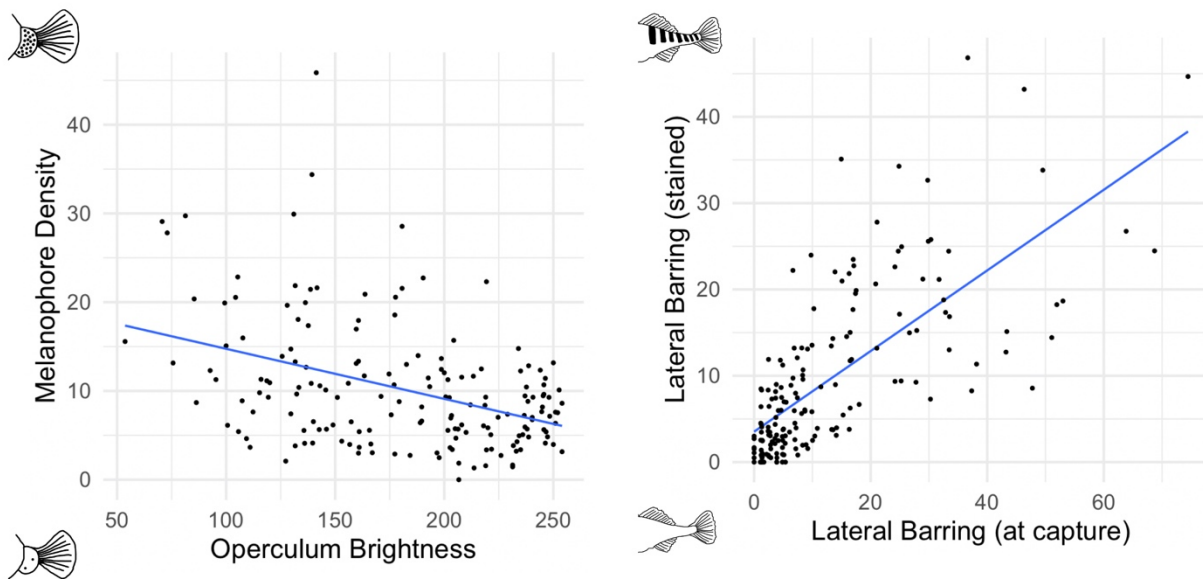 Melanophore Density
40
30
20
10
0
50 100 150 200 250
Operculum Brightness
Lateral Barring (stained)
40
30
20
10
0
0 20 40 60
Lateral Barring (at capture)